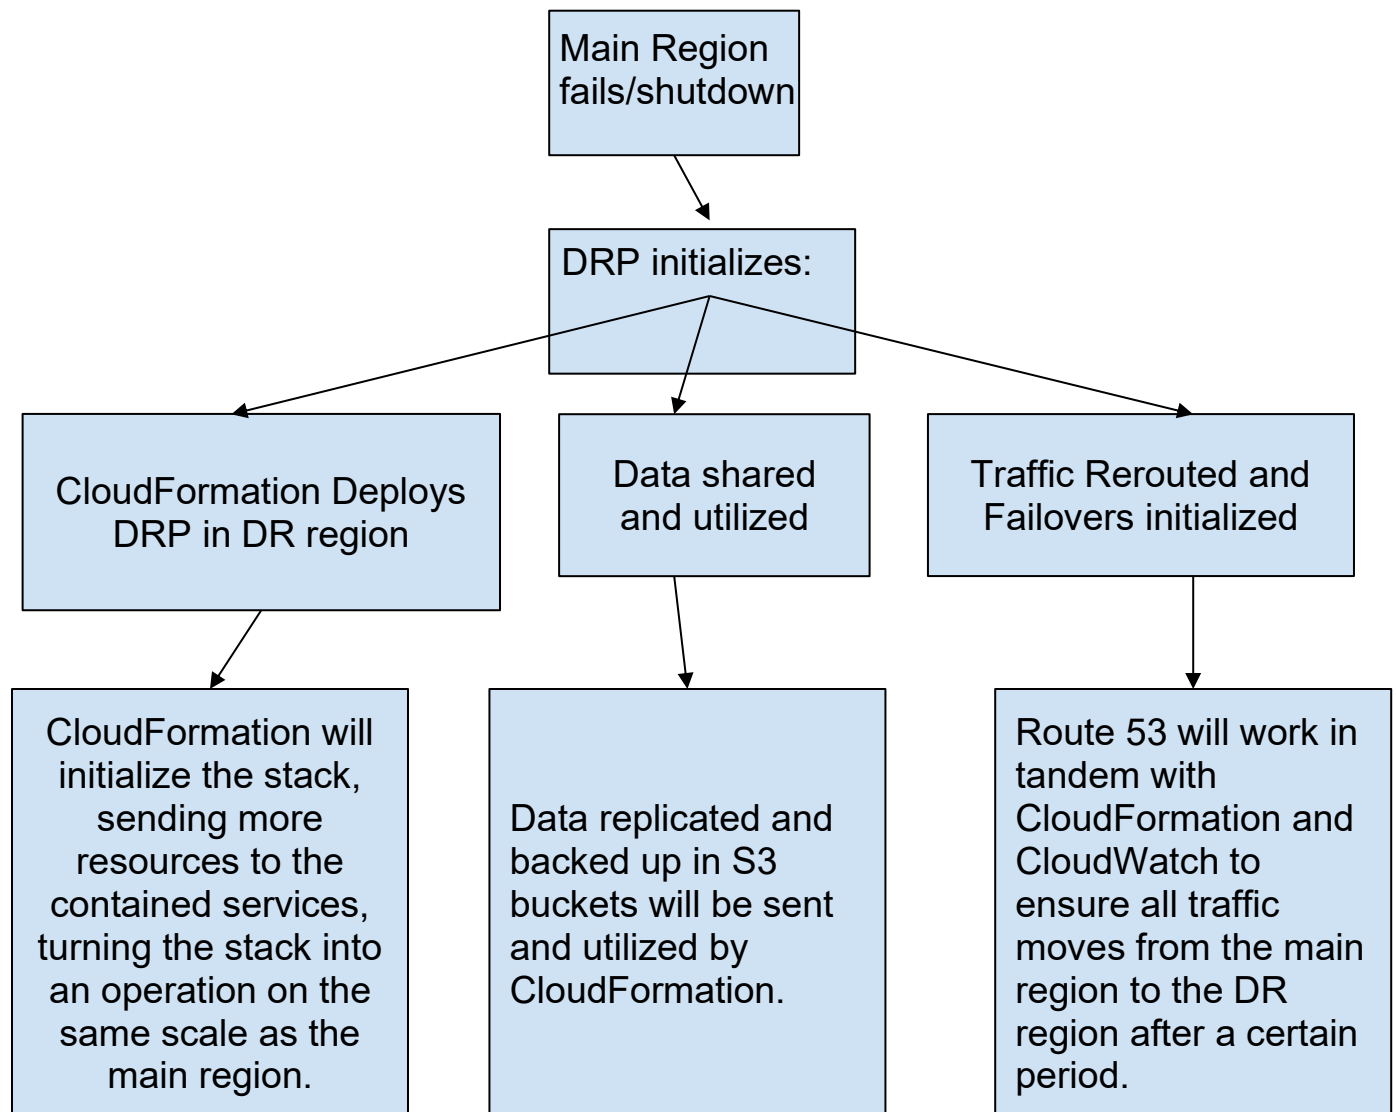 Main Region
fails/shutdown
DRP initializes:
CloudFormation Deploys
DRP in DR region
Data shared
and utilized
Traffic Rerouted and
Failovers initialized
CloudFormation will
initialize the stack,
sending more
resources to the
contained services,
turning the stack into
an operation on the
same scale as the
main region.
Data replicated and
backed up in S3
buckets will be sent
and utilized by
CloudFormation.
Route 53 will work in
tandem with
CloudFormation and
CloudWatch to
ensure all traffic
moves from the main
region to the DR
region after a certain
period.